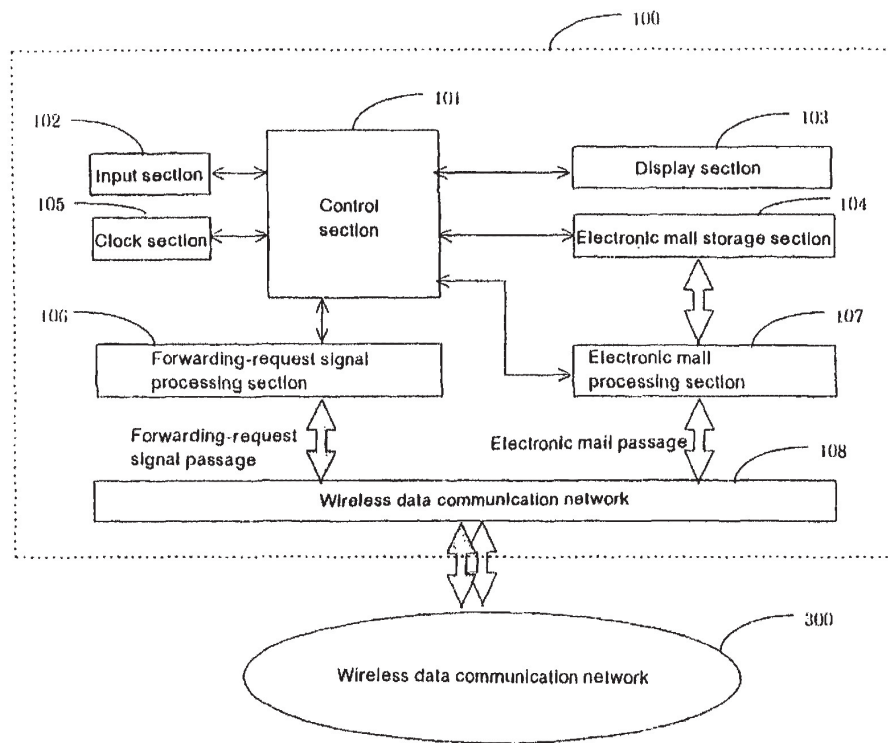 100
101
102
103
Input section
Display section
105
Control
section
104
Clock section
Electronic mail storage section
106
107
Forwarding-request signal
processing section
Electronic mail
processing section
Forwarding-request
signal passage
Electronic mail passage
108
Wireless data communication network
300
Wireless data communication network